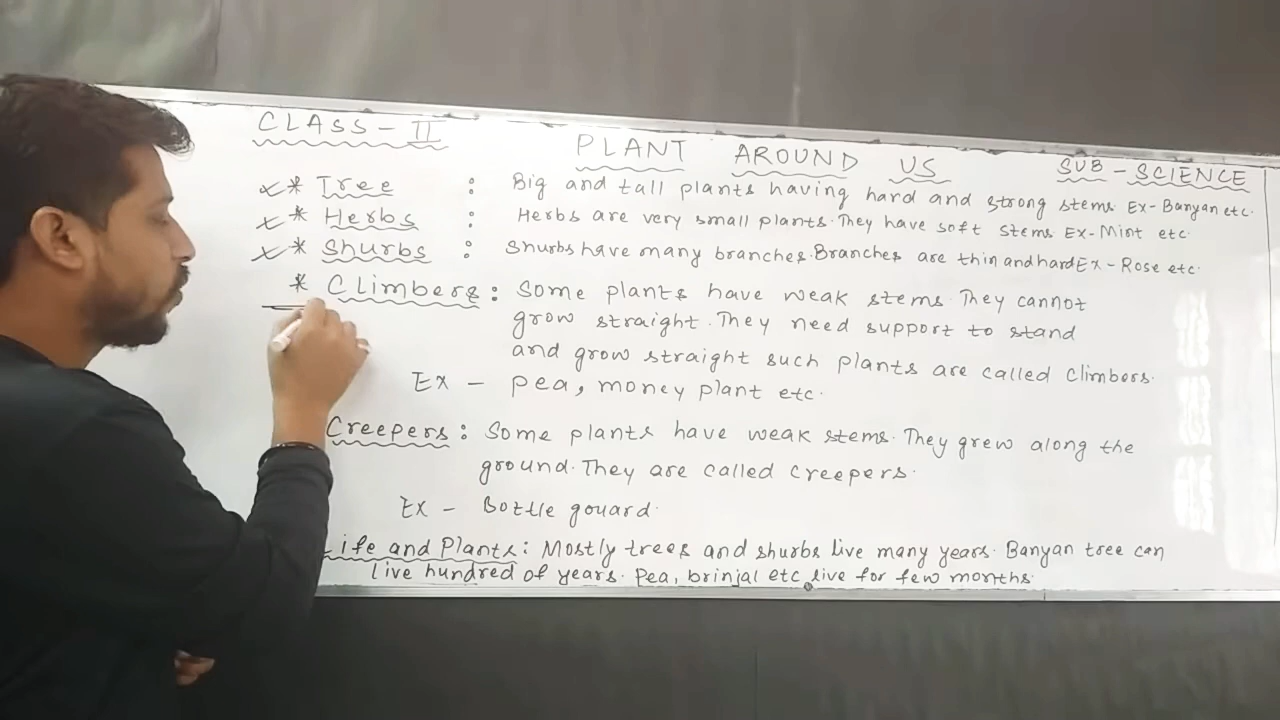 CLASS - II
PLANT AROUND US
SUB - SCIENCE
* Tree : Big and tall plants having hard and strong stems Ex - Banyan etc.
* Herbs : Herbs are very small plants. They have soft stems Ex - Mint etc.
* Shurbs : Shurbs have many branches. Branches are thin and hard Ex - Rose etc.
* Climbers : Some plants have weak stems. They cannot
grow straight. They need support to stand
and grow straight such plants are called climbers.
Ex - pea, money plant etc.
Creepers : Some plants have weak stems. They grew along the
ground. They are called creepers.
Ex - Bottle gouard.
Life and Plants : Mostly trees and shurbs live many years. Banyan tree can
live hundred of years. Pea, brinjal etc live for few months.